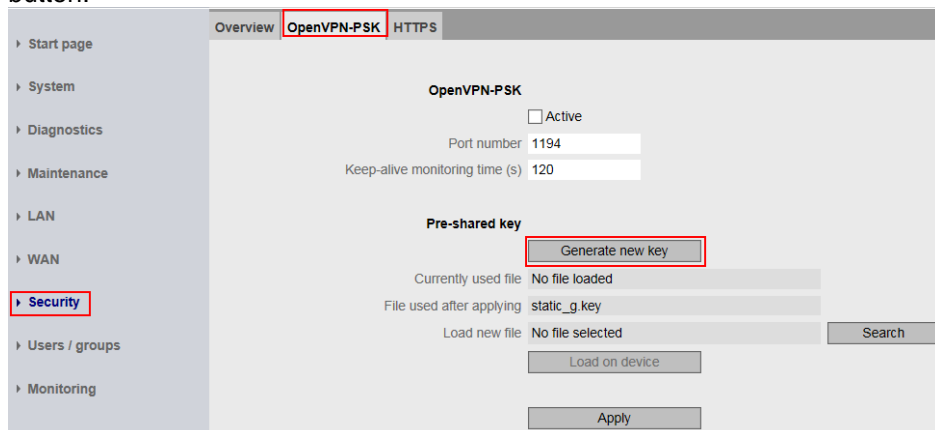 button.
Overview OpenVPN-PSK HTTPS
Start page
System
Diagnostics
Maintenance
LAN
WAN
Security
Users / groups
Monitoring
OpenVPN-PSK
Active
Port number 1194
Keep-alive monitoring time (s) 120
Pre-shared key
Generate new key
Currently used file No file loaded
File used after applying static_g.key
Load new file No file selected Search
Load on device
Apply